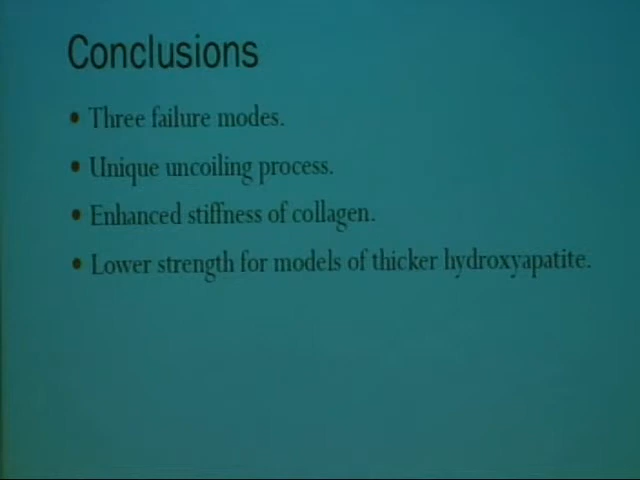 Conclusions
• Three failure modes.
• Unique uncoiling process.
• Enhanced stiffness of collagen.
• Lower strength for models of thicker hydroxyapatite.